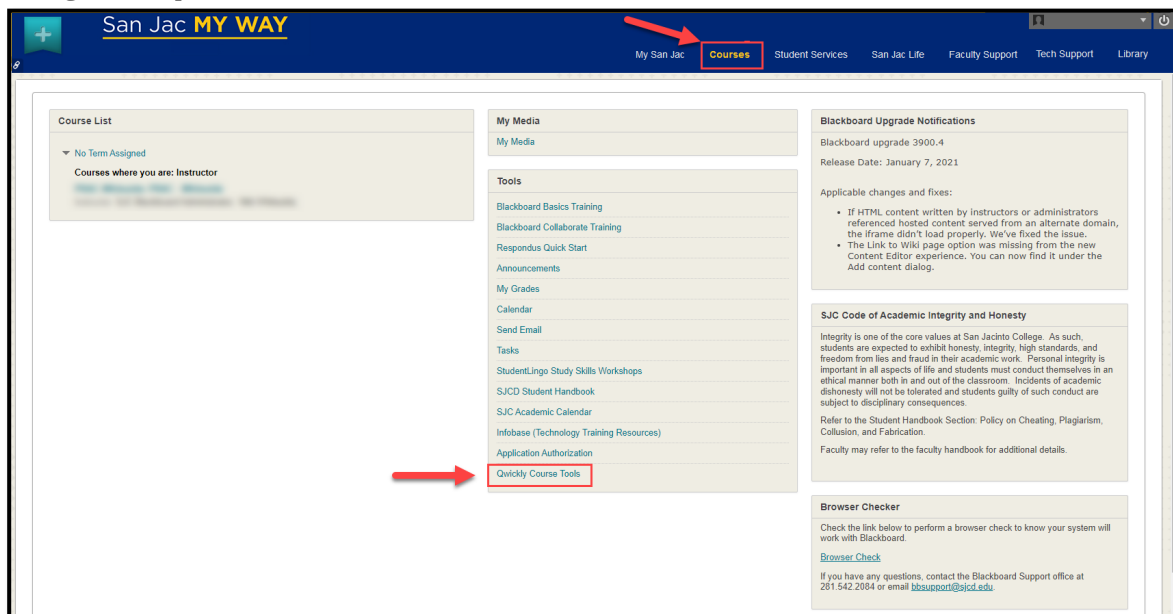 San Jac MY WAY
My San Jac
Courses
Student Services
San Jac Life
Faculty Support
Tech Support
Library
Course List
No Term Assigned
Courses where you are: Instructor
My Media
My Media
Tools
Blackboard Basics Training
Blackboard Collaborate Training
Respondus Quick Start
Announcements
My Grades
Calendar
Send Email
Tasks
StudentLingo Study Skills Workshops
SJCD Student Handbook
SJC Academic Calendar
Infobase (Technology Training Resources)
Application Authorization
Qwickly Course Tools
Blackboard Upgrade Notifications
Blackboard upgrade 3900.4
Release Date: January 7, 2021
Applicable changes and fixes:
• If HTML content written by instructors or administrators
referenced hosted content served from an alternate domain,
the iframe didn't load properly. We've fixed the issue.
• The Link to Wiki page option was missing from the new
Content Editor experience. You can now find it under the
Add content dialog.
SJC Code of Academic Integrity and Honesty
Integrity is one of the core values at San Jacinto College. As such,
students are expected to exhibit honesty, integrity, high standards, and
freedom from lies and fraud in their academic work. Personal integrity is
important in all aspects of life and students must conduct themselves in an
ethical manner both in and out of the classroom. Incidents of academic
dishonesty will not be tolerated and students guilty of such conduct are
subject to disciplinary consequences.
Refer to the Student Handbook Section: Policy on Cheating, Plagiarism,
Collusion, and Fabrication.
Faculty may refer to the faculty handbook for additional details.
Browser Checker
Check the link below to perform a browser check to know your system will
work with Blackboard.
Browser Check
If you have any questions, contact the Blackboard Support office at
281.542.2084 or email bbsupport@sjcd.edu.